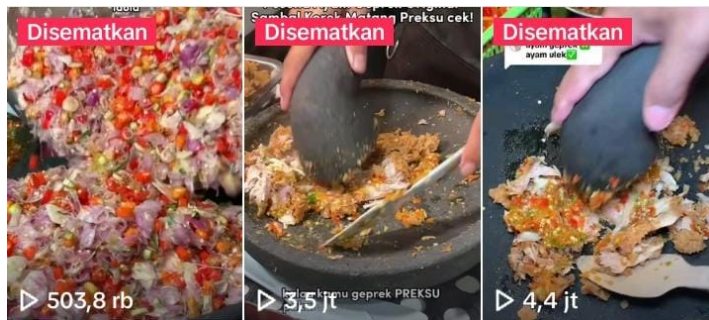 Disematkan
503,8 rb
Sambal Korek Matang Preksu cek!
Disematkan
kamu geprek PREKSU
3,5 jt
Disematkan
ayam geprek
ayam ulek✅
4,4 jt